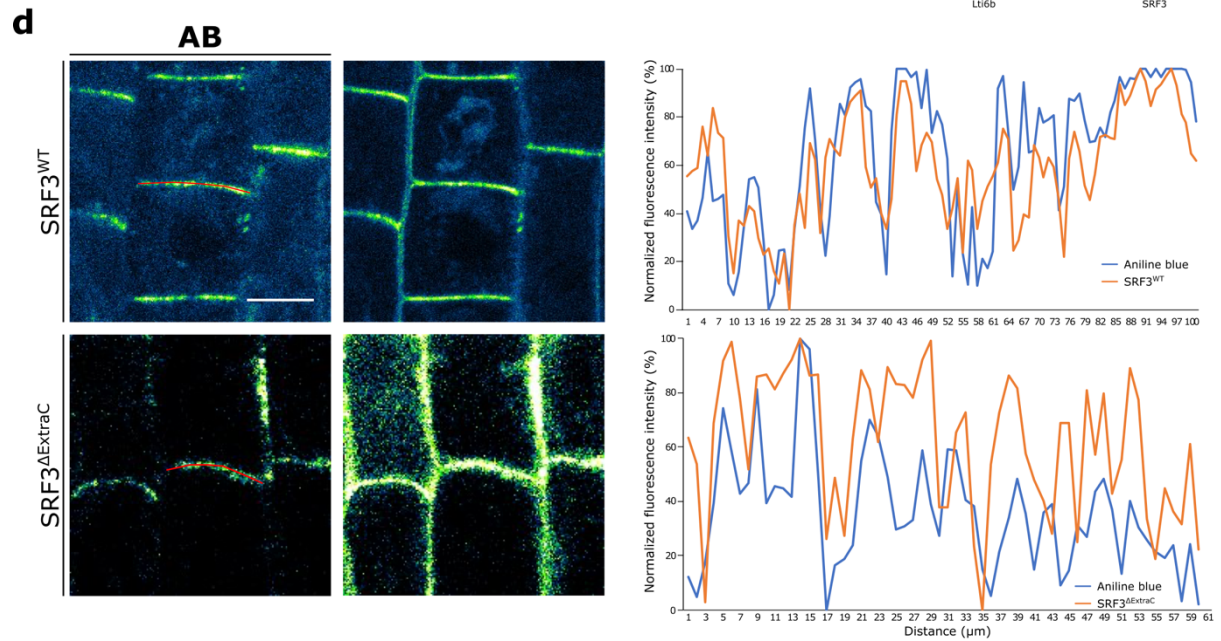 Lti6b SRF3
d
AB
SRF3WT
SRF3ΔExtraC
Normalized fluorescence intensity (%)
100
80
60
40
20
0
Aniline blue
SRF3WT
1 4 7 10 13 16 19 22 25 28 31 34 37 40 43 46 49 52 55 58 61 64 67 70 73 76 79 82 85 88 91 94 97 100
Normalized fluorescence intensity (%)
100
80
60
40
20
0
Aniline blue
SRF3ΔExtraC
1 3 5 7 9 11 13 15 17 19 21 23 25 27 29 31 33 35 37 39 41 43 45 47 49 51 53 55 57 59 61
Distance (µm)